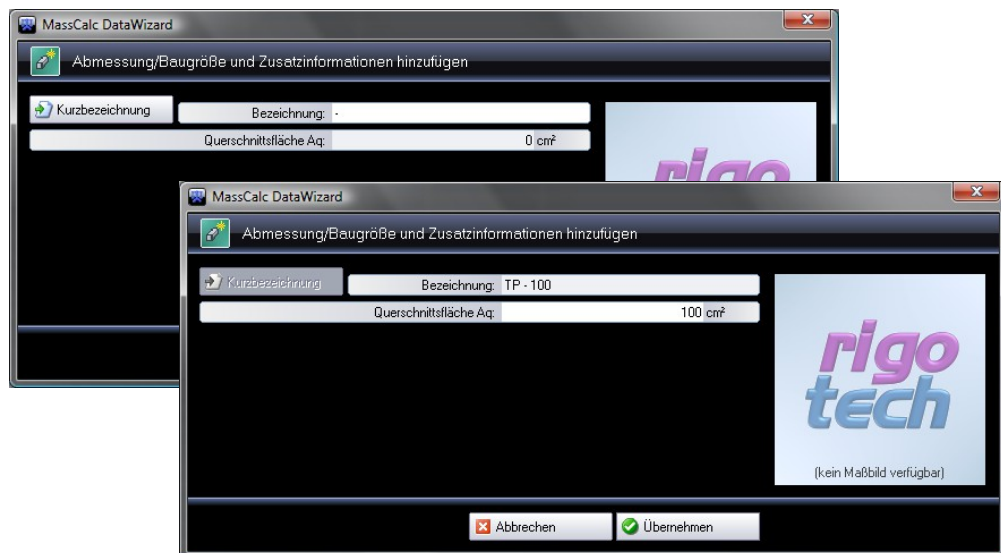 MassCalc DataWizard
Abmessung/Baugröße und Zusatzinformationen hinzufügen
Kurzbezeichnung
Bezeichnung: -
Querschnittsfläche Aq: 0 cm²
rigo
MassCalc DataWizard
Abmessung/Baugröße und Zusatzinformationen hinzufügen
Kurzbezeichnung
Bezeichnung: TP - 100
Querschnittsfläche Aq: 100 cm²
rigo
tech
(kein Maßbild verfügbar)
Abbrechen
Übernehmen